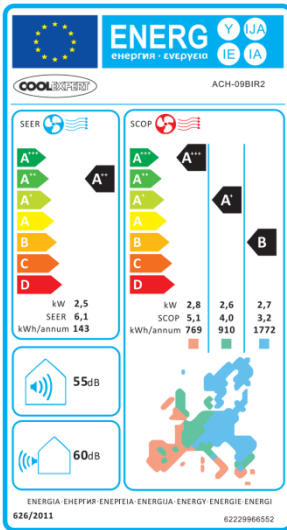 ENERG Y IJA
енергия · ενεργεια IE IA
COOLEXPERT ACH-09BIR2
SEER SCOP
A+++ A+++
A++ A++
A+ A+
A A
B B
C C
D D
A++ A+++ A+ B
kW 2,5
SEER 6,1
kWh/annum 143
kW 2,8 2,6 2,7
SCOP 5,1 4,0 3,2
kWh/annum 769 910 1772
55dB
60dB
ENERGIA·ЕНЕРГИЯ·ΕΝΕΡΓΕΙΑ·ENERGIJA·ENERGY·ENERGIE·ENERGI
626/2011 62229966552